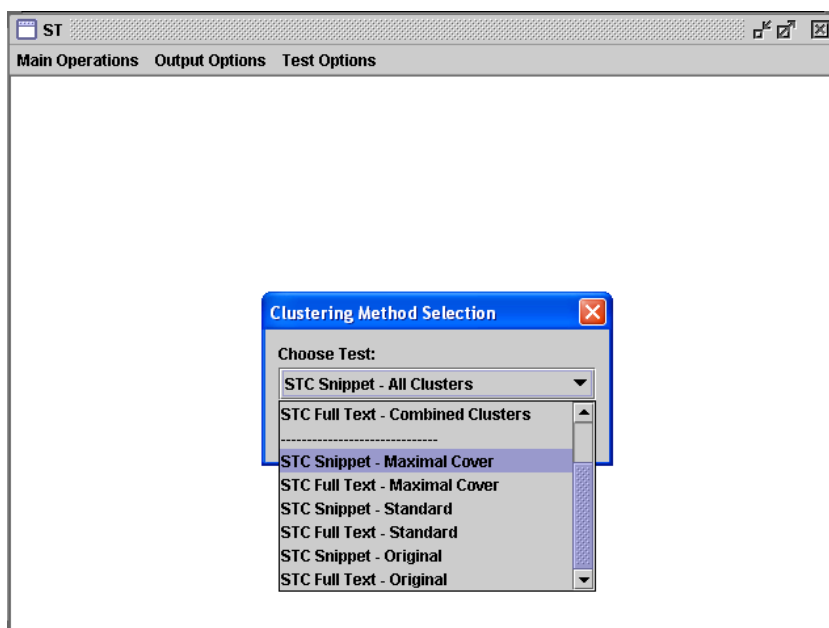 ST
Main Operations Output Options Test Options
Clustering Method Selection
Choose Test:
STC Snippet - All Clusters
STC Full Text - Combined Clusters
------------------------------
STC Snippet - Maximal Cover
STC Full Text - Maximal Cover
STC Snippet - Standard
STC Full Text - Standard
STC Snippet - Original
STC Full Text - Original